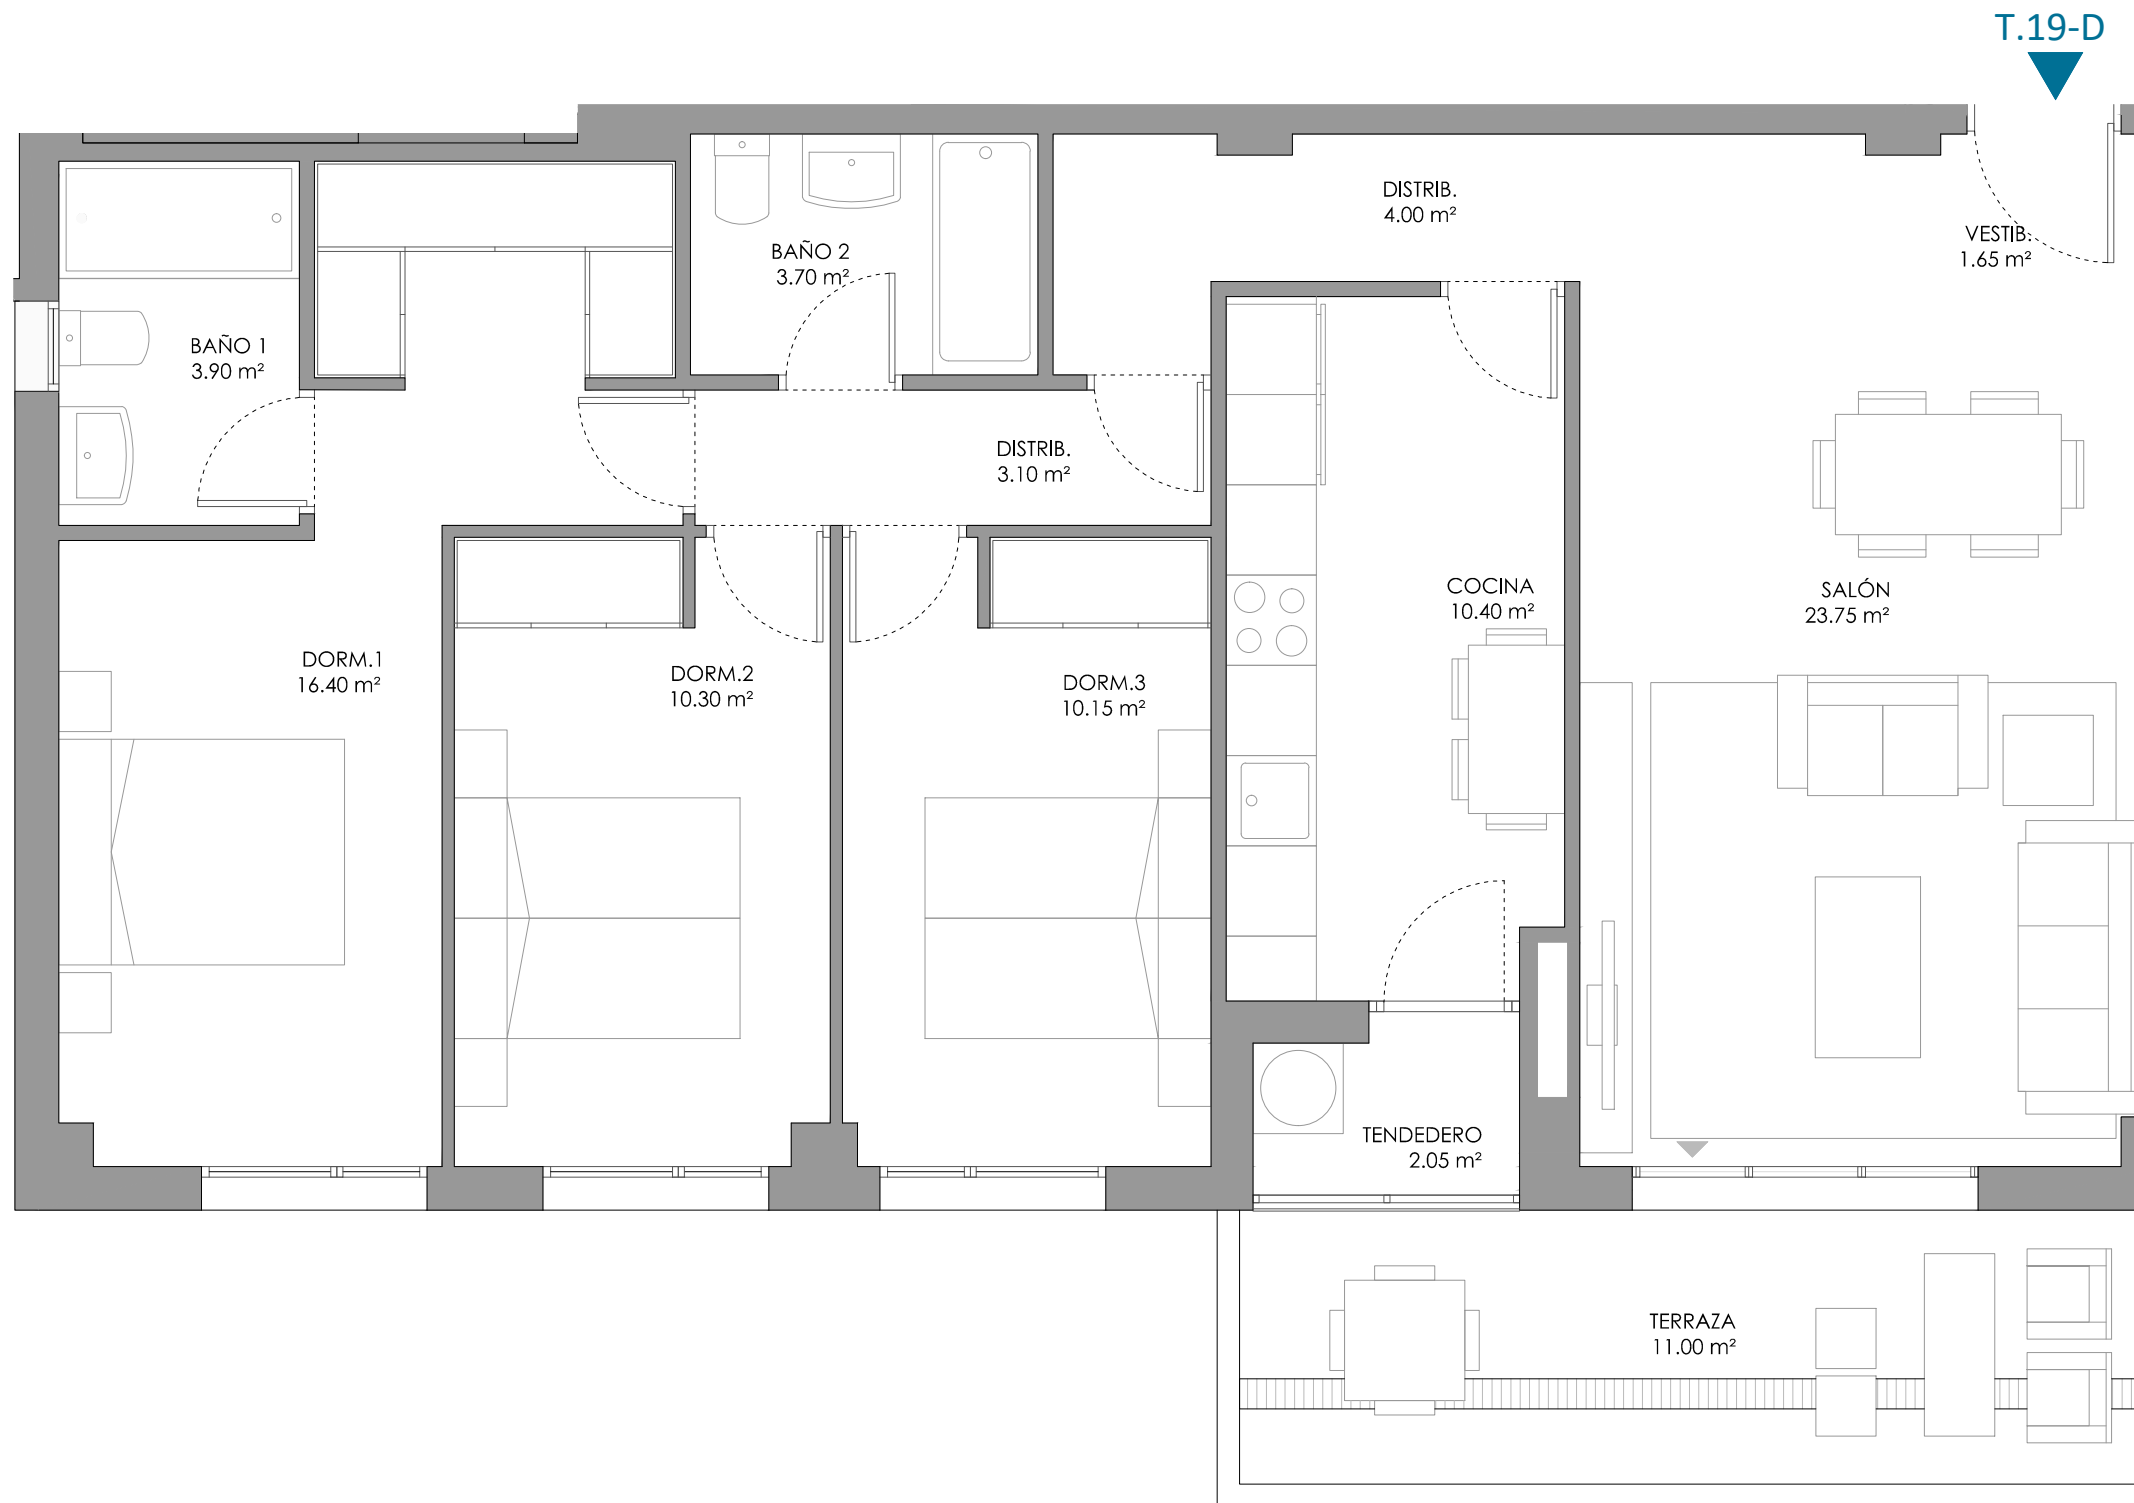 T.19-D
DISTRIB.
4.00 m²
VESTIB.
1.65 m²
BAÑO 2
3.70 m²
BAÑO 1
3.90 m²
DISTRIB.
3.10 m²
COCINA
10.40 m²
SALÓN
23.75 m²
DORM.1
16.40 m²
DORM.2
10.30 m²
DORM.3
10.15 m²
TENDEDERO
2.05 m²
TERRAZA
11.00 m²